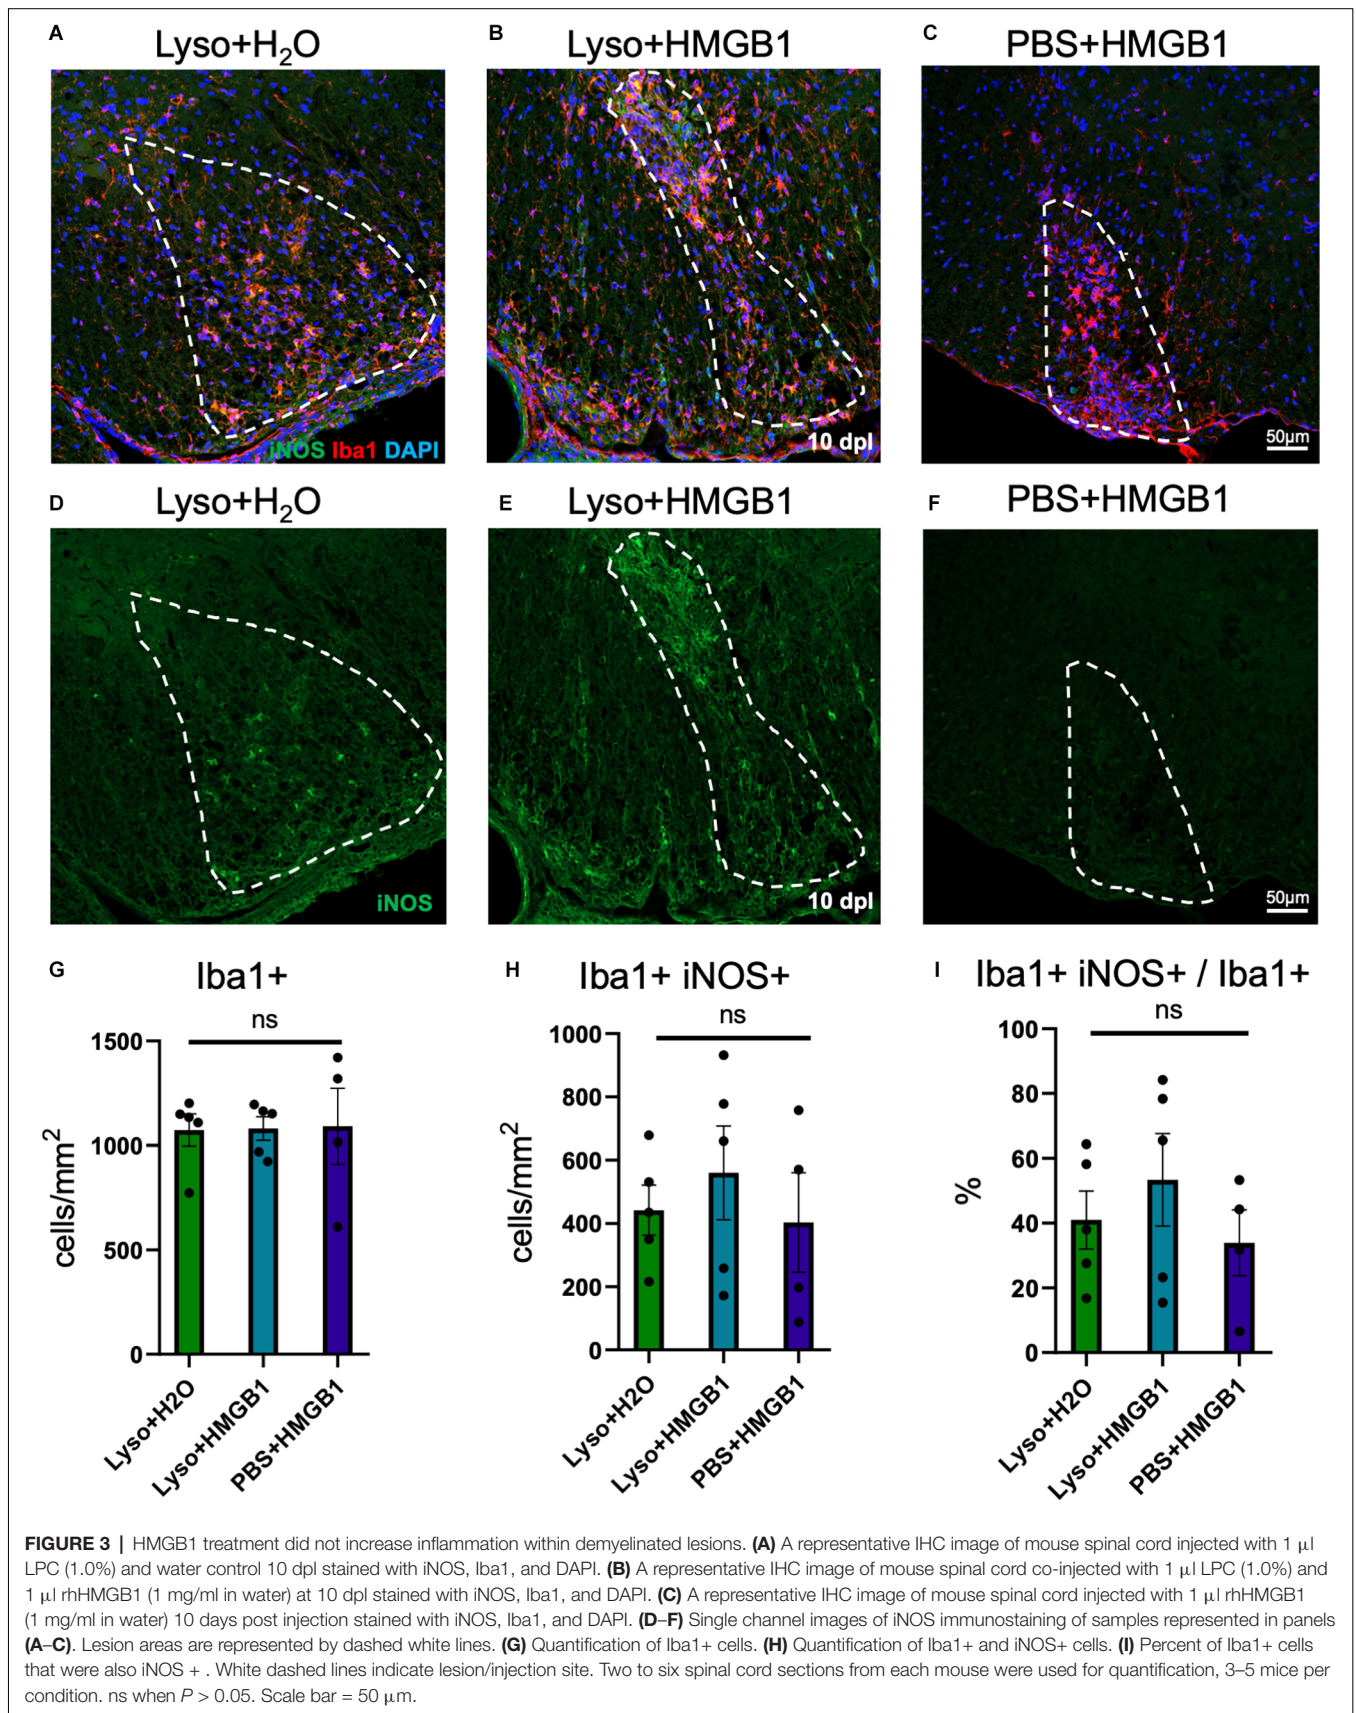 A
Lyso+H₂O
B
Lyso+HMGB1
C
PBS+HMGB1
iNOS Iba1 DAPI
10 dpl
50µm
D
Lyso+H₂O
E
Lyso+HMGB1
F
PBS+HMGB1
iNOS
10 dpl
50µm
G
Iba1+
ns
cells/mm²
1500
1000
500
0
Lyso+H2O
Lyso+HMGB1
PBS+HMGB1
H
Iba1+ iNOS+
ns
cells/mm²
1000
800
600
400
200
0
Lyso+H2O
Lyso+HMGB1
PBS+HMGB1
I
Iba1+ iNOS+ / Iba1+
ns
%
100
80
60
40
20
0
Lyso+H2O
Lyso+HMGB1
PBS+HMGB1
FIGURE 3 | HMGB1 treatment did not increase inflammation within demyelinated lesions. (A) A representative IHC image of mouse spinal cord injected with 1 µl
LPC (1.0%) and water control 10 dpl stained with iNOS, Iba1, and DAPI. (B) A representative IHC image of mouse spinal cord co-injected with 1 µl LPC (1.0%) and
1 µl rhHMGB1 (1 mg/ml in water) at 10 dpl stained with iNOS, Iba1, and DAPI. (C) A representative IHC image of mouse spinal cord injected with 1 µl rhHMGB1
(1 mg/ml in water) 10 days post injection stained with iNOS, Iba1, and DAPI. (D–F) Single channel images of iNOS immunostaining of samples represented in panels
(A–C). Lesion areas are represented by dashed white lines. (G) Quantification of Iba1+ cells. (H) Quantification of Iba1+ and iNOS+ cells. (I) Percent of Iba1+ cells
that were also iNOS + . White dashed lines indicate lesion/injection site. Two to six spinal cord sections from each mouse were used for quantification, 3–5 mice per
condition. ns when P > 0.05. Scale bar = 50 µm.